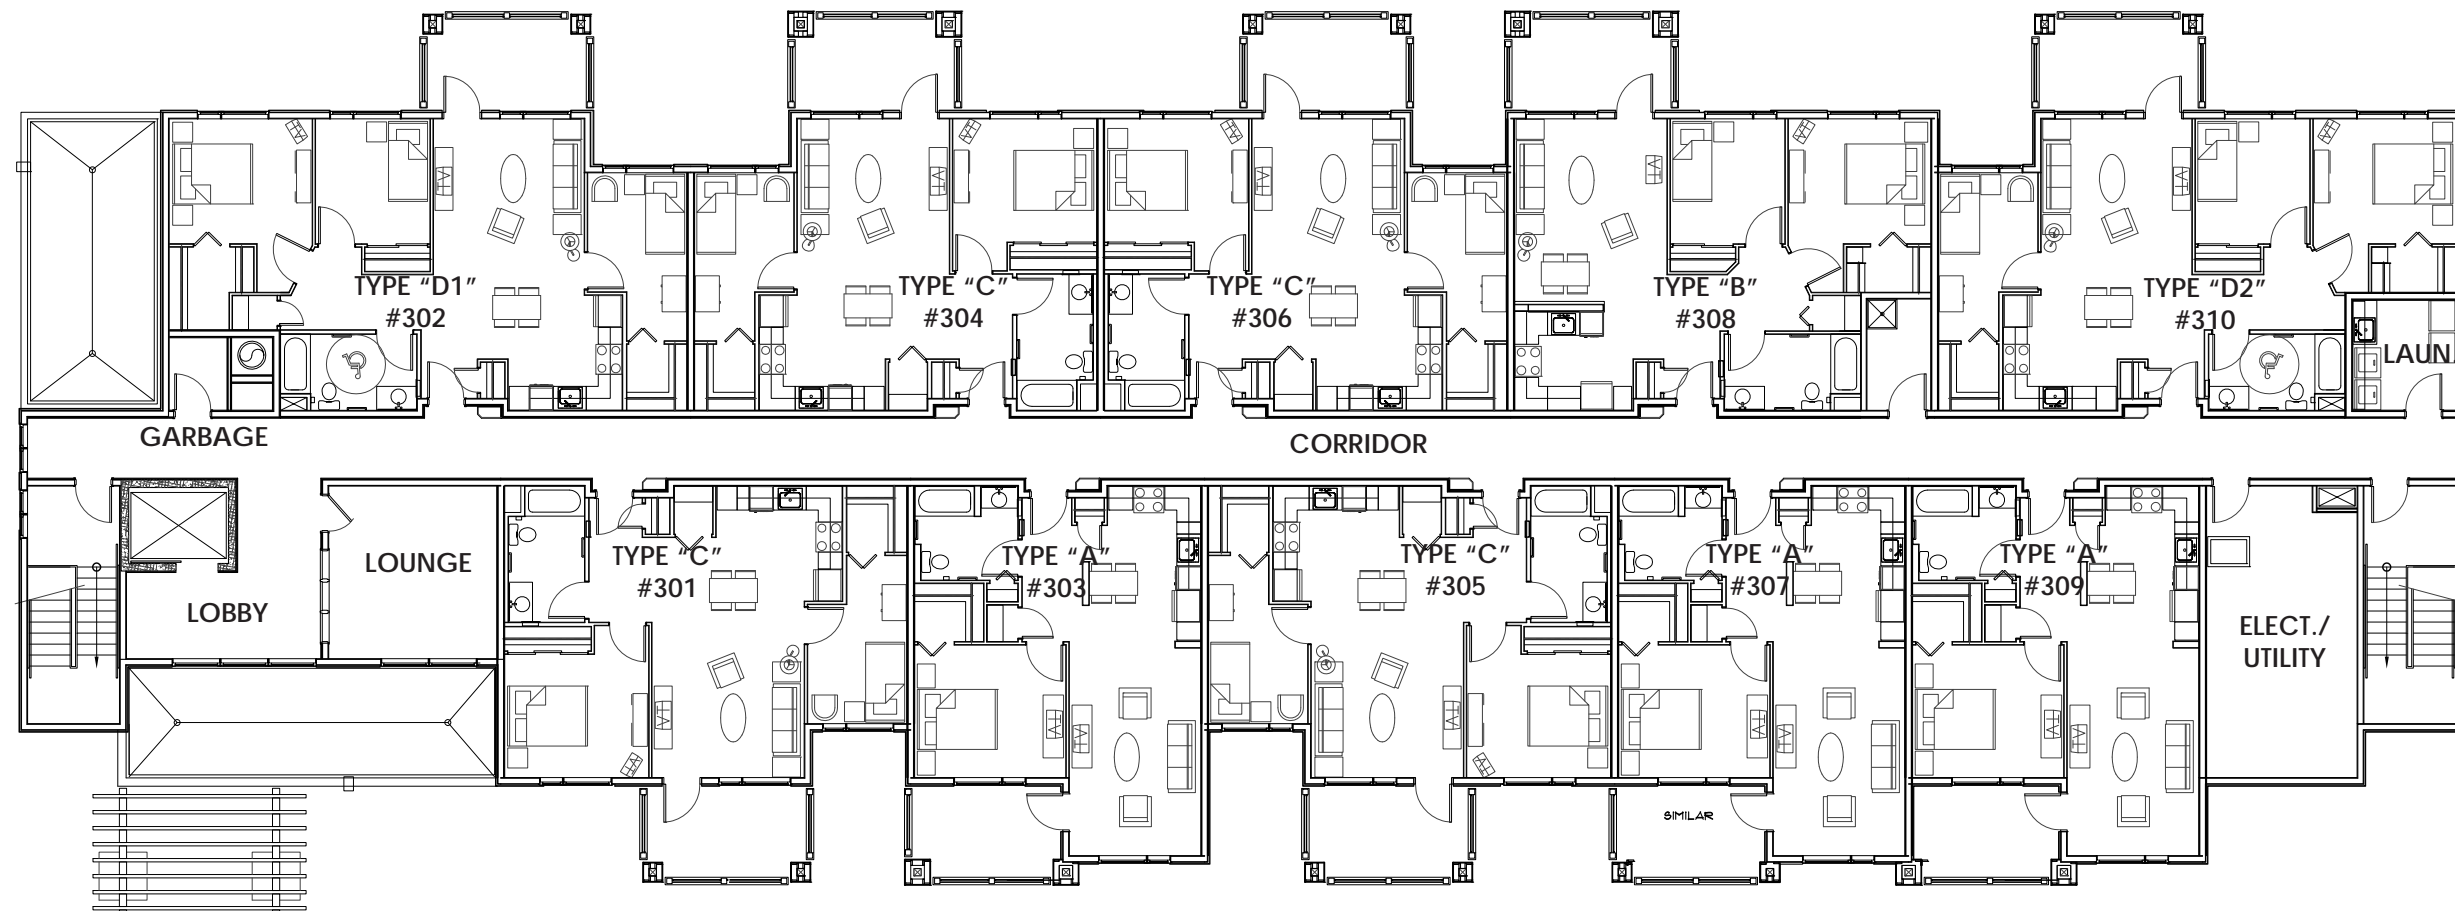 TYPE “D1”
#302
TYPE “C”
#304
TYPE “C”
#306
TYPE “B”
#308
TYPE “D2”
#310
LAUN
GARBAGE
CORRIDOR
LOUNGE
LOBBY
TYPE “C”
#301
TYPE “A”
#303
TYPE “C”
#305
TYPE “A”
#307
TYPE “A”
#309
ELECT./
UTILITY
SIMILAR